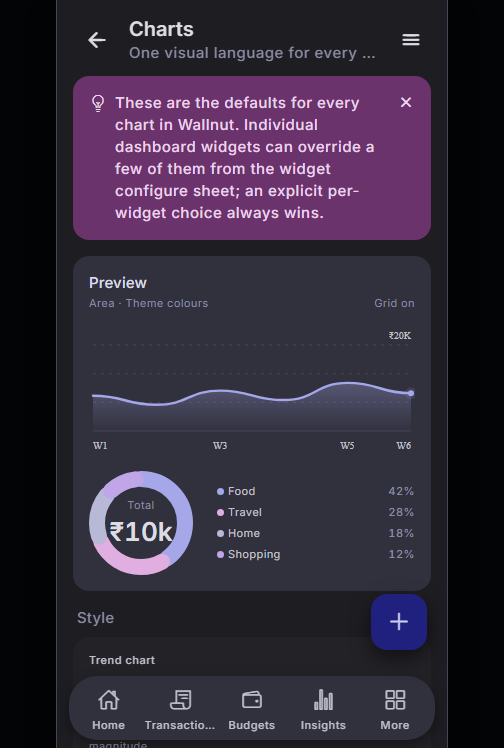 Charts
One visual language for every ...
These are the defaults for every
chart in Wallnut. Individual
dashboard widgets can override a
few of them from the widget
configure sheet; an explicit per-
widget choice always wins.
Preview
Area · Theme colours
Grid on
₹20K
W1 W3 W5 W6
Total
₹10k
Food 42%
Travel 28%
Home 18%
Shopping 12%
Style
Trend chart
Home Transactio... Budgets Insights More
magnitude